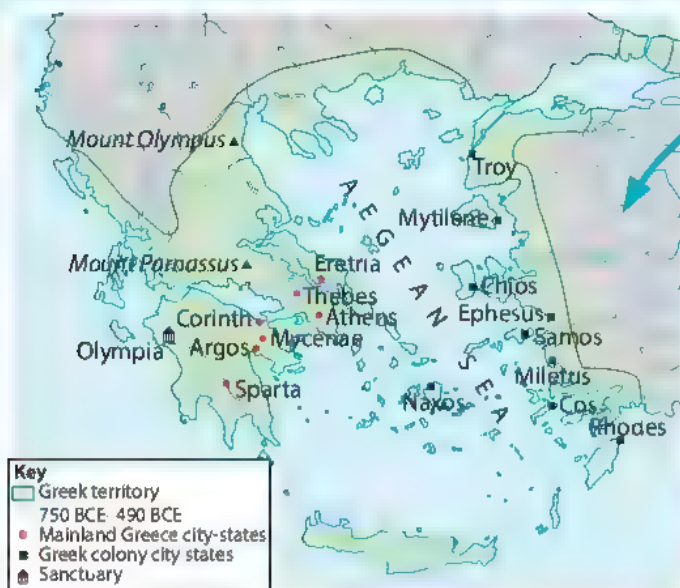 Mount Olympus
Troy
AEGEAN SEA
Mytilene
Mount Parnassus
Eretria
Thebes
Chios
Corinth
Athens
Ephesus
Olympia
Argos
Mycenae
Samos
Miletus
Sparta
Naxos
Cos
Rhodes
Key
Greek territory
750 BCE- 490 BCE
Mainland Greece city-states
Greek colony city states
Sanctuary